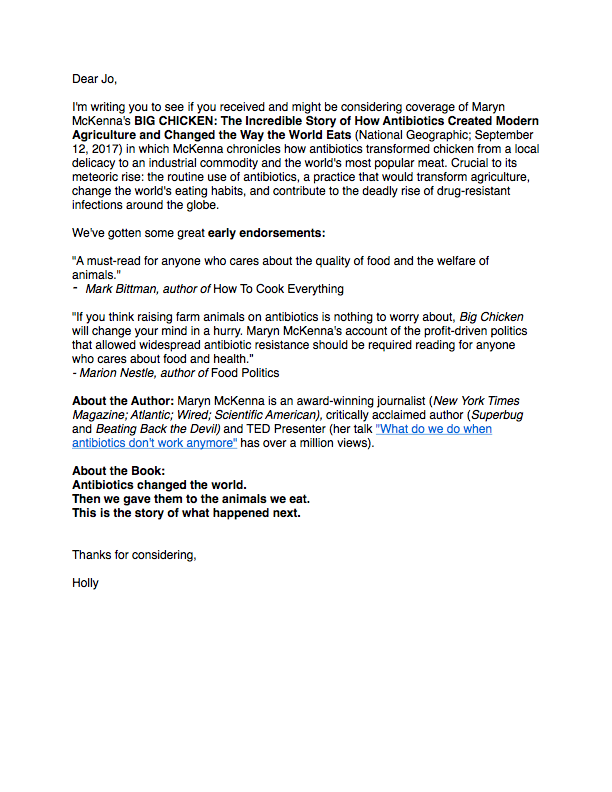 Dear Jo,
I'm writing you to see if you received and might be considering coverage of Maryn
McKenna's BIG CHICKEN: The Incredible Story of How Antibiotics Created Modern
Agriculture and Changed the Way the World Eats (National Geographic; September
12, 2017) in which McKenna chronicles how antibiotics transformed chicken from a local
delicacy to an industrial commodity and the world's most popular meat. Crucial to its
meteoric rise: the routine use of antibiotics, a practice that would transform agriculture,
change the world's eating habits, and contribute to the deadly rise of drug-resistant
infections around the globe.
We've gotten some great early endorsements:
"A must-read for anyone who cares about the quality of food and the welfare of
animals."
- Mark Bittman, author of How To Cook Everything
"If you think raising farm animals on antibiotics is nothing to worry about, Big Chicken
will change your mind in a hurry. Maryn McKenna's account of the profit-driven politics
that allowed widespread antibiotic resistance should be required reading for anyone
who cares about food and health."
- Marion Nestle, author of Food Politics
About the Author: Maryn McKenna is an award-winning journalist (New York Times
Magazine; Atlantic; Wired; Scientific American), critically acclaimed author (Superbug
and Beating Back the Devil) and TED Presenter (her talk "What do we do when
antibiotics don't work anymore" has over a million views).
About the Book:
Antibiotics changed the world.
Then we gave them to the animals we eat.
This is the story of what happened next.
Thanks for considering,
Holly